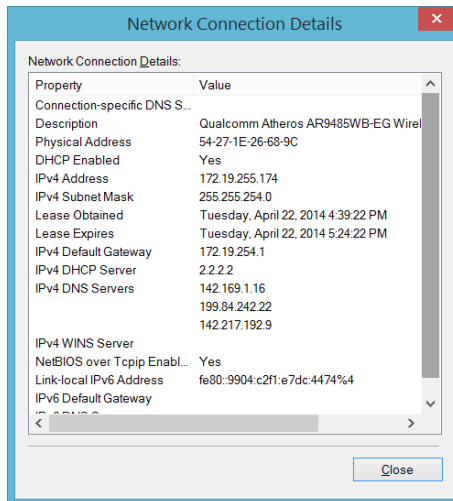 Network Connection Details
Network Connection Details:
Property Value
Connection-specific DNS S...
Description Qualcomm Atheros AR9485WB-EG Wirel
Physical Address 54-27-1E-26-68-9C
DHCP Enabled Yes
IPv4 Address 172.19.255.174
IPv4 Subnet Mask 255.255.254.0
Lease Obtained Tuesday, April 22, 2014 4:39:22 PM
Lease Expires Tuesday, April 22, 2014 5:24:22 PM
IPv4 Default Gateway 172.19.254.1
IPv4 DHCP Server 2.2.2.2
IPv4 DNS Servers 142.169.1.16
199.84.242.22
142.217.192.9
IPv4 WINS Server
NetBIOS over Tcpip Enabl... Yes
Link-local IPv6 Address fe80::9904:c2f1:e7dc:4474%4
IPv6 Default Gateway
Close